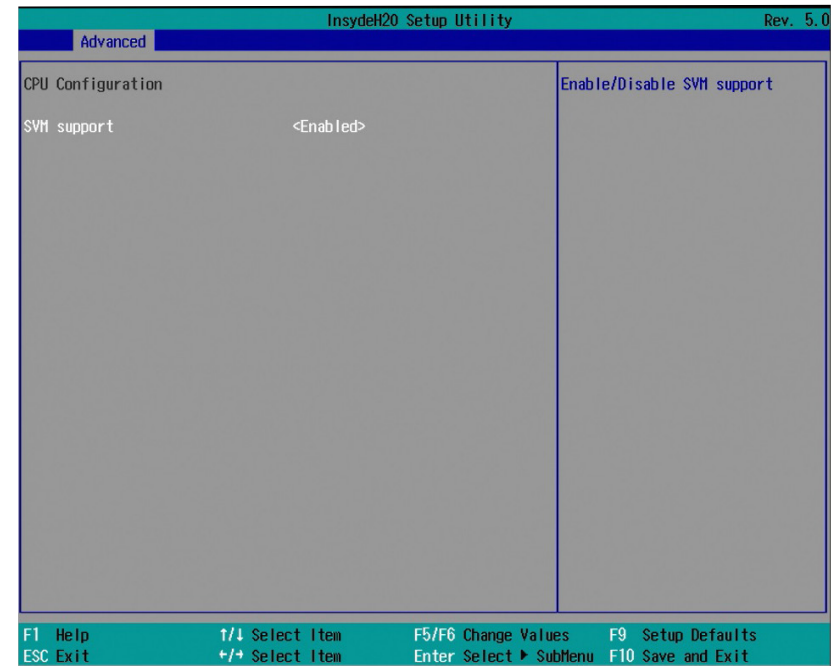 InsydeH20 Setup Utility Rev. 5.0
Advanced
CPU Configuration
Enable/Disable SVM support
SVM support <Enabled>
F1 Help ↑/↓ Select Item F5/F6 Change Values F9 Setup Defaults
ESC Exit ←/→ Select Item Enter Select ▶ SubMenu F10 Save and Exit